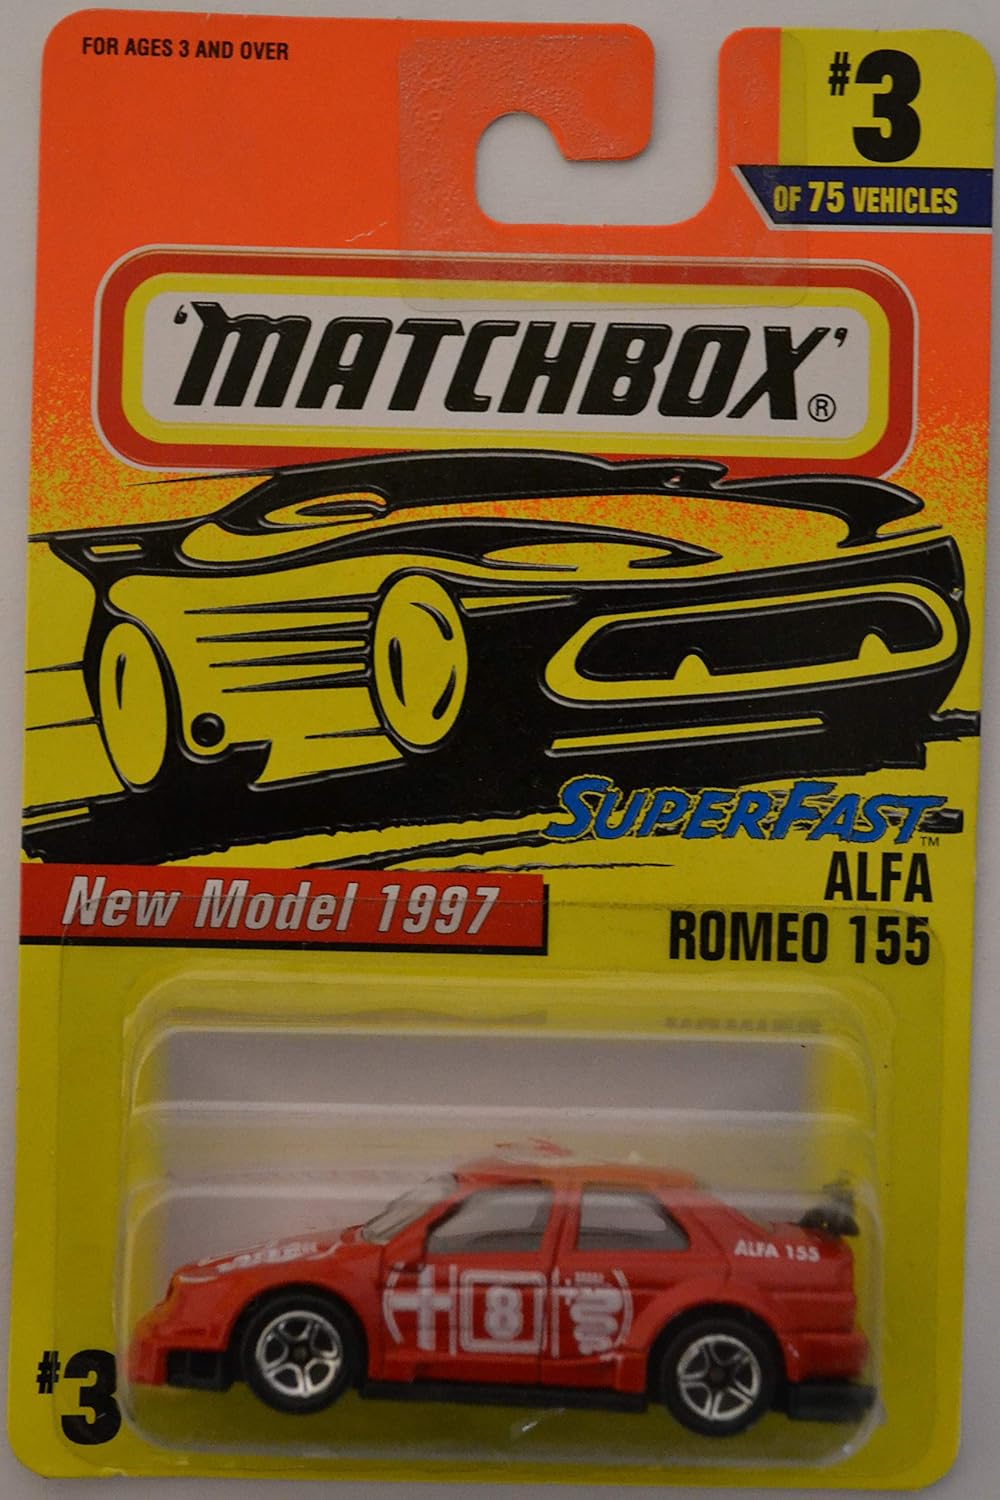 FOR AGES 3 AND OVER
#3
OF 75 VEHICLES
'MATCHBOX'®
SUPERFAST™
ALFA
ROMEO 155
New Model 1997
ALFA 155
8
#3